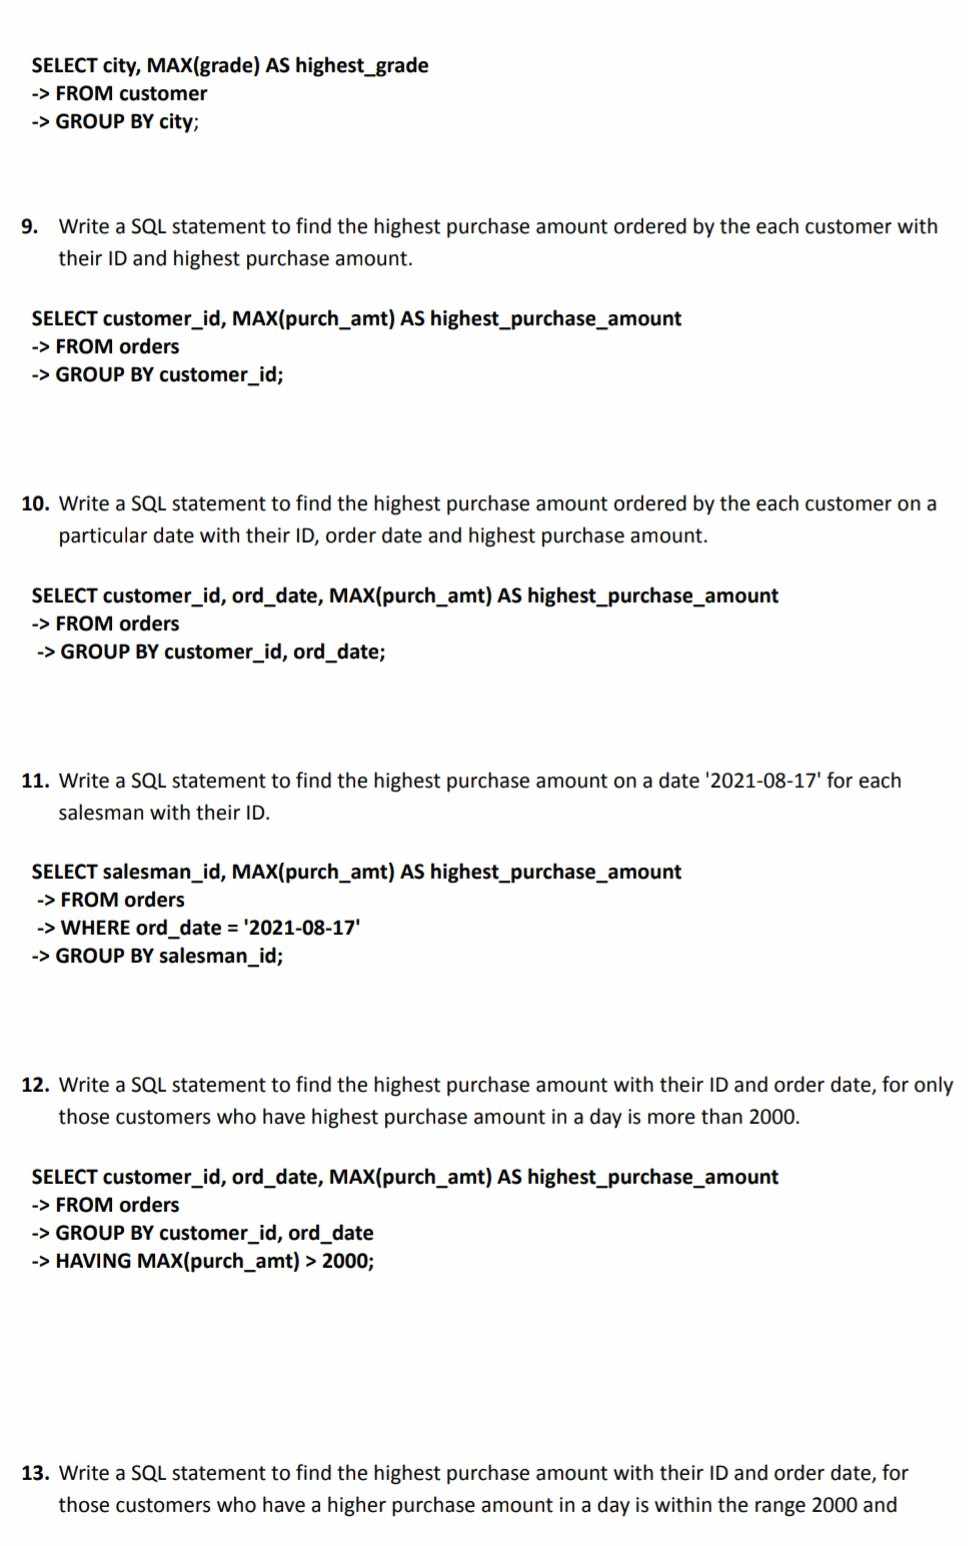 SELECT city, MAX(grade) AS highest_grade
-> FROM customer
-> GROUP BY city;
9. Write a SQL statement to find the highest purchase amount ordered by the each customer with
their ID and highest purchase amount.
SELECT customer_id, MAX(purch_amt) AS highest_purchase_amount
-> FROM orders
-> GROUP BY customer_id;
10. Write a SQL statement to find the highest purchase amount ordered by the each customer on a
particular date with their ID, order date and highest purchase amount.
SELECT customer_id, ord_date, MAX(purch_amt) AS highest_purchase_amount
-> FROM orders
-> GROUP BY customer_id, ord_date;
11. Write a SQL statement to find the highest purchase amount on a date '2021-08-17' for each
salesman with their ID.
SELECT salesman_id, MAX(purch_amt) AS highest_purchase_amount
-> FROM orders
-> WHERE ord_date = '2021-08-17'
-> GROUP BY salesman_id;
12. Write a SQL statement to find the highest purchase amount with their ID and order date, for only
those customers who have highest purchase amount in a day is more than 2000.
SELECT customer_id, ord_date, MAX(purch_amt) AS highest_purchase_amount
-> FROM orders
-> GROUP BY customer_id, ord_date
-> HAVING MAX(purch_amt) > 2000;
13. Write a SQL statement to find the highest purchase amount with their ID and order date, for
those customers who have a higher purchase amount in a day is within the range 2000 and